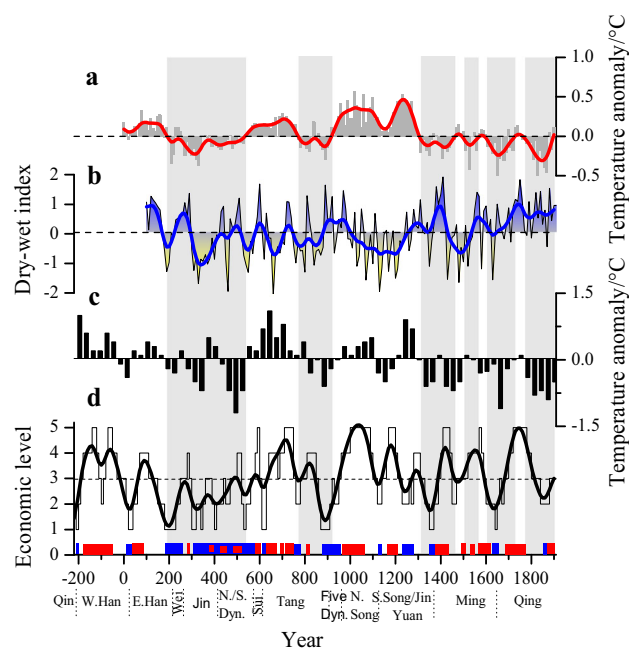 a
1.0
0.5
0.0
-0.5
Temperature anomaly/°C
b
2
1
0
-1
-2
Dry-wet index
c
1.5
0.0
-1.5
Temperature anomaly/°C
d
5
4
3
2
1
0
Economic level
-200 0 200 400 600 800 1000 1200 1400 1600 1800
Qin W.Han E.Han Wei Jin N./S. Dyn. Sui Tang Five Dyn. N. Song S.Song/Jin Yuan Ming Qing
Year